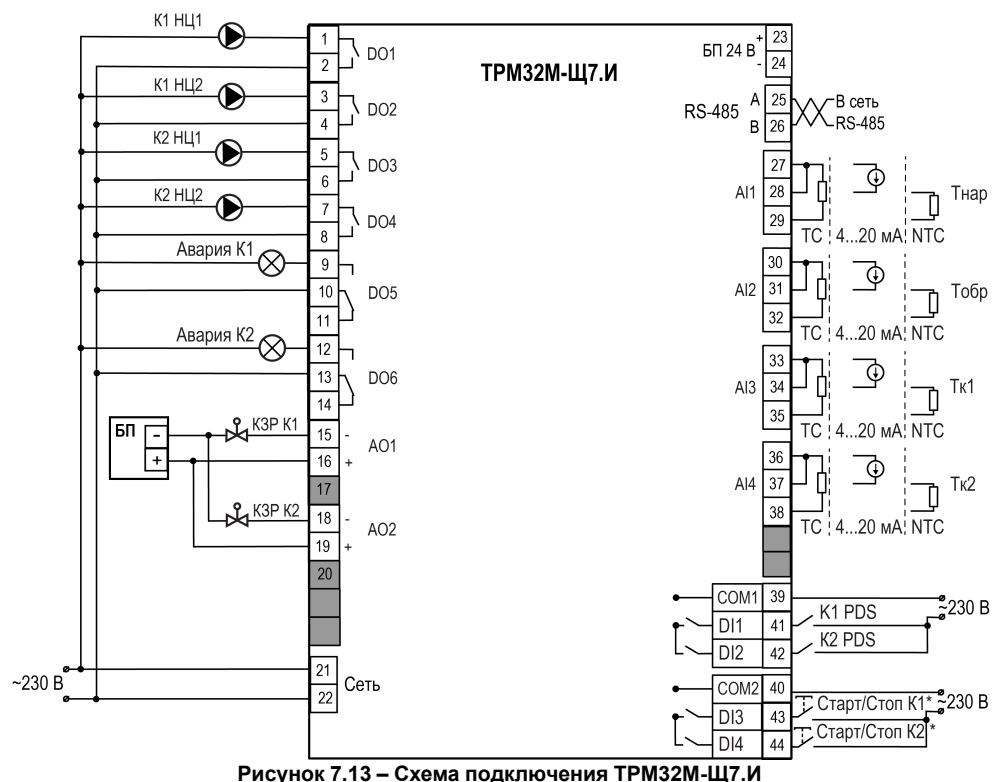 К1 НЦ1
1
2
DO1
К1 НЦ2
3
4
DO2
К2 НЦ1
5
6
DO3
К2 НЦ2
7
8
DO4
Авария К1
9
10
11
DO5
Авария К2
12
13
14
DO6
БП
-
+
КЗР К1
15 -
16 +
AO1
17
КЗР К2
18 -
19 +
AO2
20
~230 В
21
22
Сеть
ТРМ32М-Щ7.И
БП 24 В
+ 23
- 24
RS-485
A 25
B 26
В сеть
RS-485
27
AI1 28
29
Тнар
TC 4...20 мА NTC
30
AI2 31
32
Тобр
TC 4...20 мА NTC
33
AI3 34
35
Тк1
TC 4...20 мА NTC
36
AI4 37
38
Тк2
TC 4...20 мА NTC
COM1 39
~230 В
DI1 41 К1 PDS
DI2 42 К2 PDS
COM2 40
~230 В
DI3 43 Старт/Стоп К1*
DI4 44 Старт/Стоп К2*
Рисунок 7.13 – Схема подключения ТРМ32М-Щ7.И